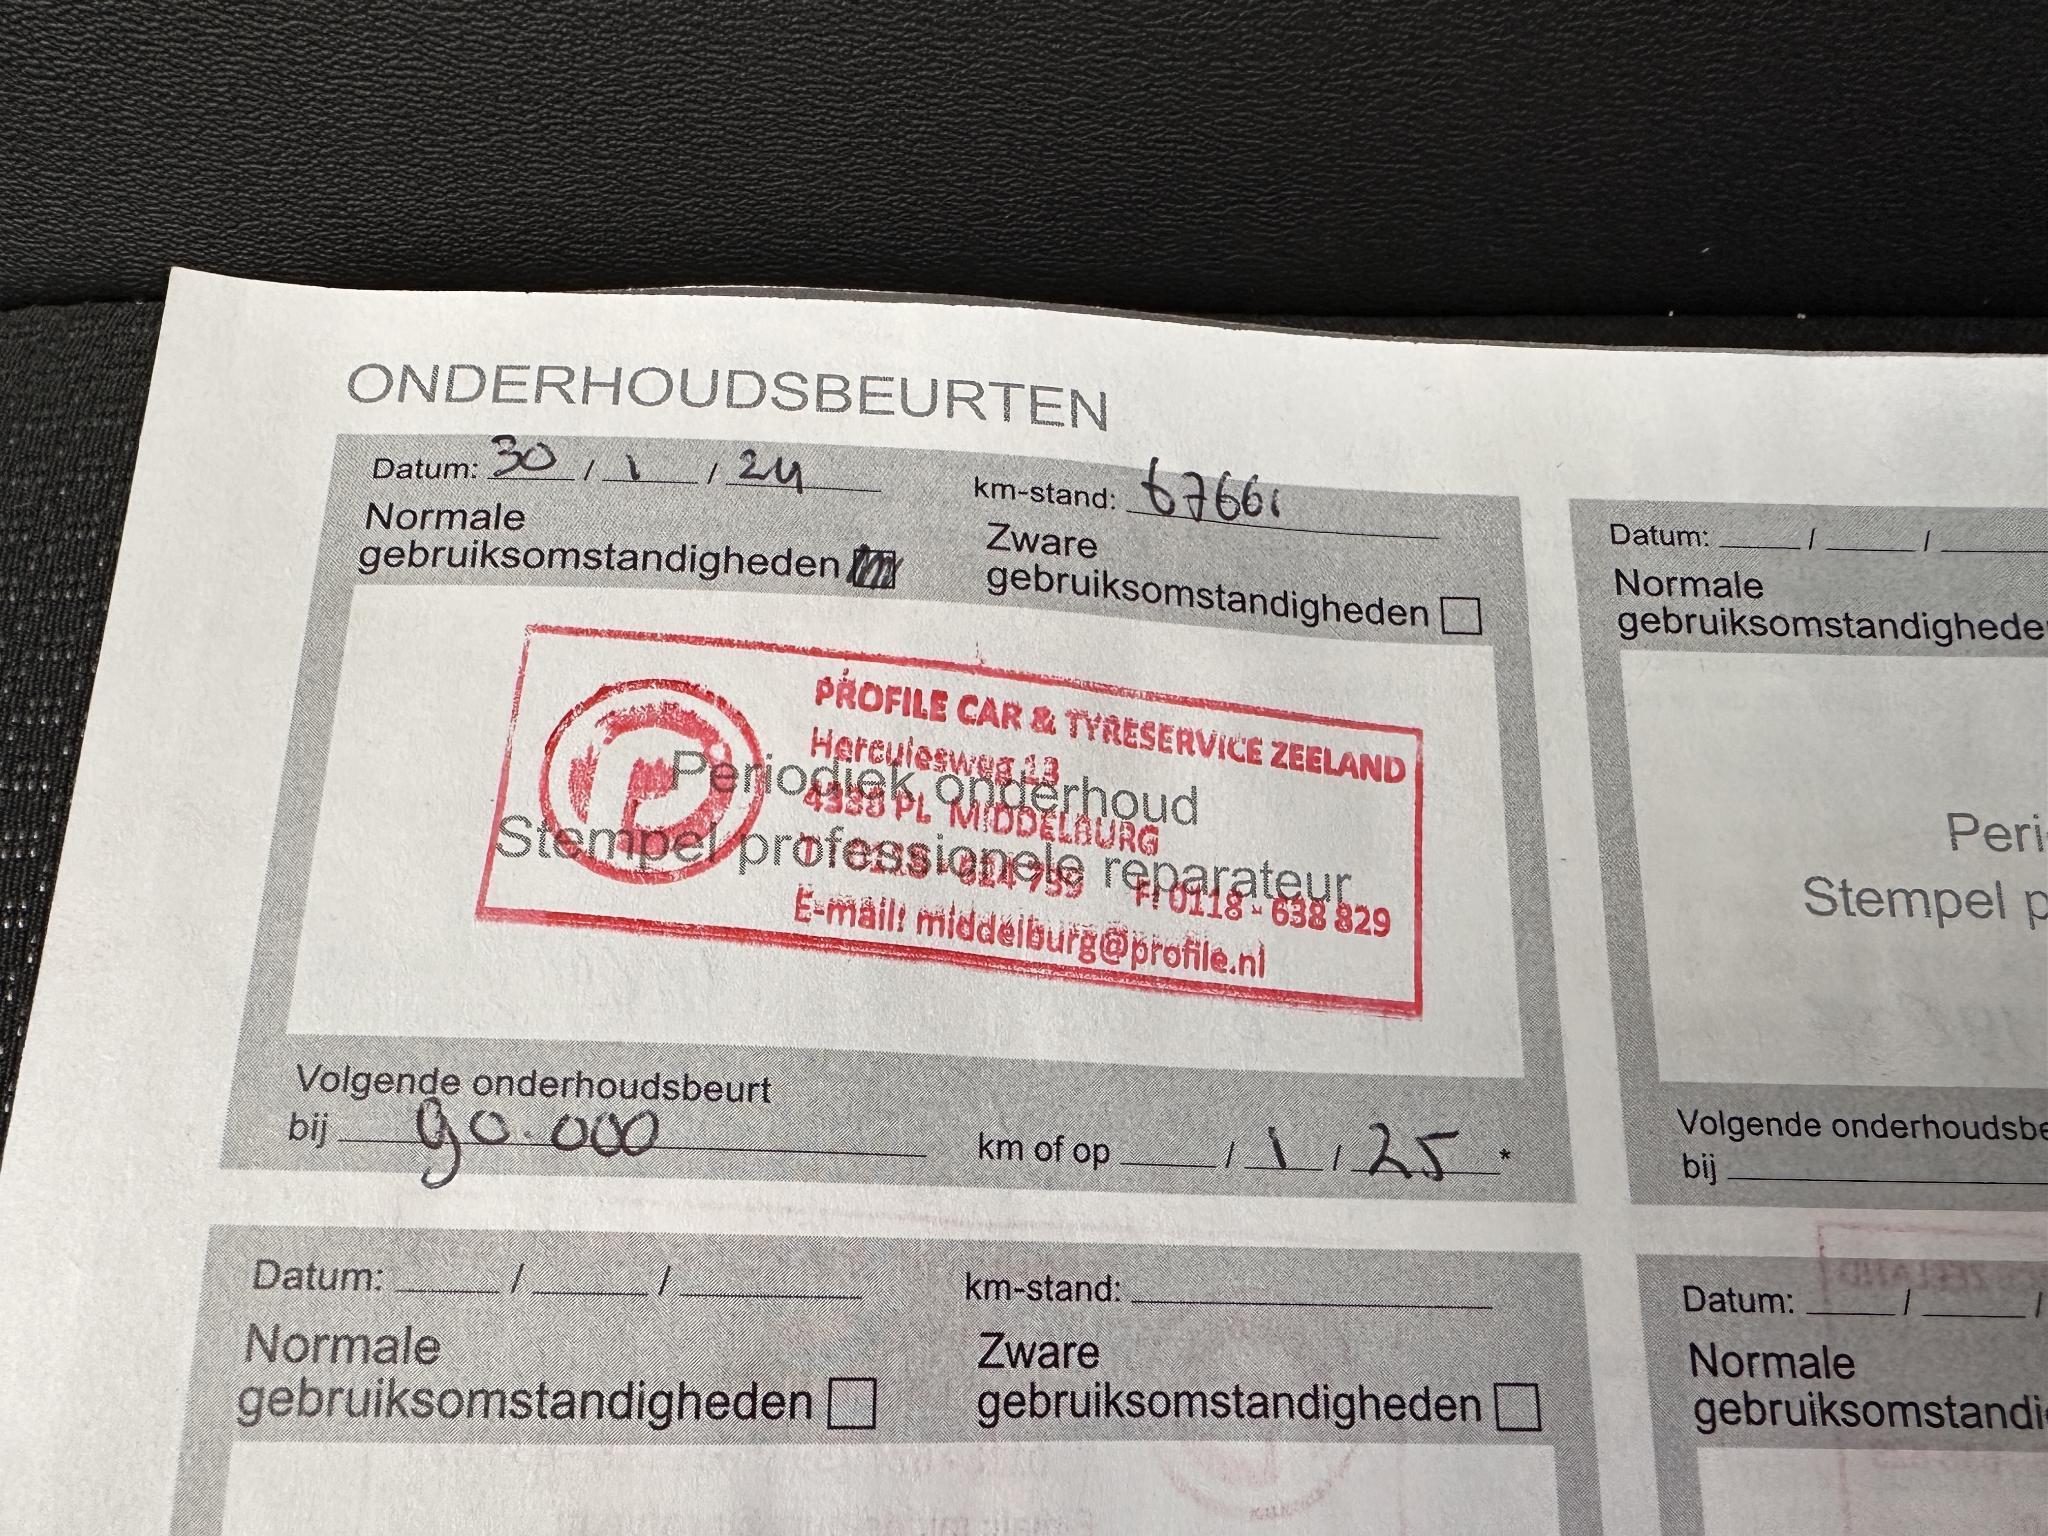 ONDERHOUDSBEURTEN
Datum: 30 / 1 / 24 km-stand: 67661
Normale
gebruiksomstandigheden
Zware
gebruiksomstandigheden
PROFILE CAR & TYRESERVICE ZEELAND
Herculesweg 13
4338 PL MIDDELBURG
F: 0118 - 638 829
E-mail: middelburg@profile.nl
Periodiek onderhoud
Stempel professionele reparateur
Volgende onderhoudsbeurt
bij 90.000 km of op / 1 / 25 *
Datum: / /
Normale
gebruiksomstandighede
Peri
Stempel p
Volgende onderhoudsbe
bij
Datum: / / km-stand:
Normale
gebruiksomstandigheden
Zware
gebruiksomstandigheden
Datum: / /
Normale
gebruiksomstandi